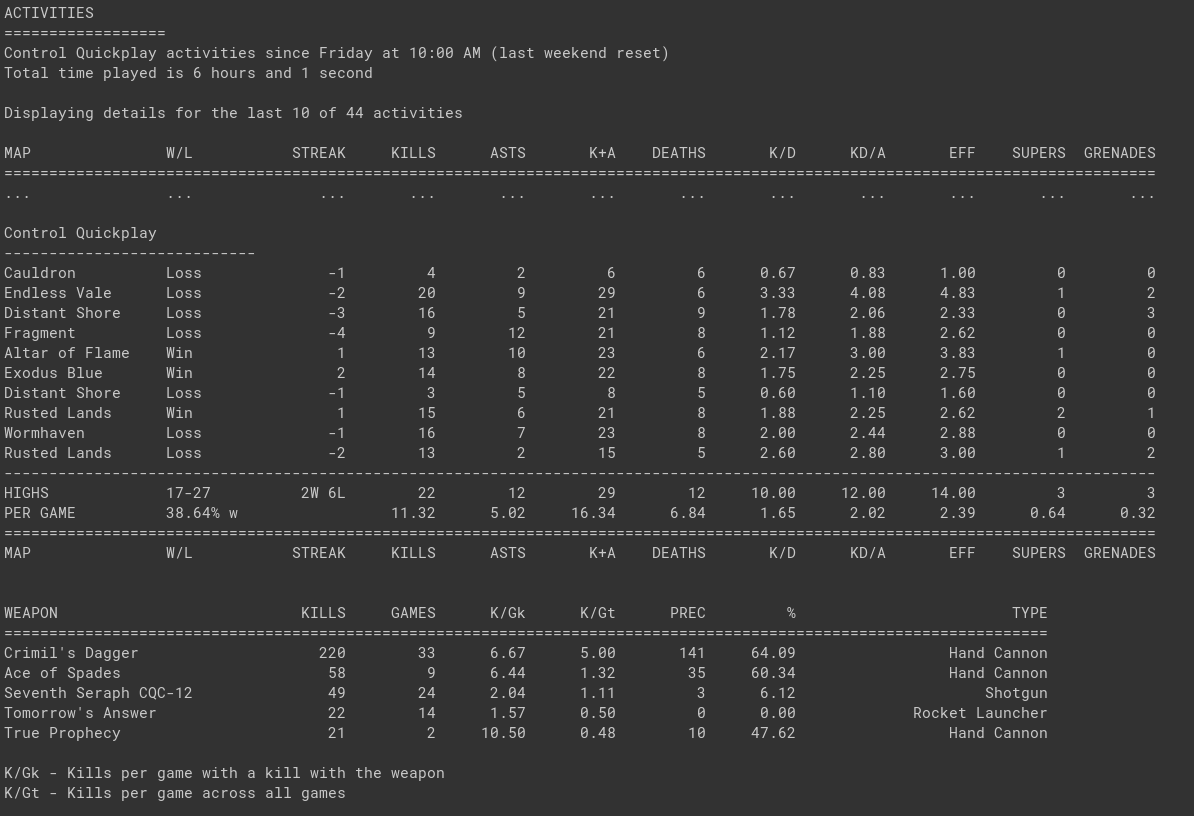 ACTIVITIES
==================
Control Quickplay activities since Friday at 10:00 AM (last weekend reset)
Total time played is 6 hours and 1 second
Displaying details for the last 10 of 44 activities
MAP               W/L           STREAK     KILLS      ASTS       K+A    DEATHS       K/D      KD/A       EFF    SUPERS  GRENADES
================================================================================================================================
...               ...              ...       ...       ...       ...       ...       ...       ...       ...       ...       ...
Control Quickplay
----------------------------
Cauldron          Loss              -1         4         2         6         6      0.67      0.83      1.00         0         0
Endless Vale      Loss              -2        20         9        29         6      3.33      4.08      4.83         1         2
Distant Shore     Loss              -3        16         5        21         9      1.78      2.06      2.33         0         3
Fragment          Loss              -4         9        12        21         8      1.12      1.88      2.62         0         0
Altar of Flame    Win                1        13        10        23         6      2.17      3.00      3.83         1         0
Exodus Blue       Win                2        14         8        22         8      1.75      2.25      2.75         0         0
Distant Shore     Loss              -1         3         5         8         5      0.60      1.10      1.60         0         0
Rusted Lands      Win                1        15         6        21         8      1.88      2.25      2.62         2         1
Wormhaven         Loss              -1        16         7        23         8      2.00      2.44      2.88         0         0
Rusted Lands      Loss              -2        13         2        15         5      2.60      2.80      3.00         1         2
--------------------------------------------------------------------------------------------------------------------------------
HIGHS             17-27          2W 6L        22        12        29        12     10.00     12.00     14.00         3         3
PER GAME          38.64% w                 11.32      5.02     16.34      6.84      1.65      2.02      2.39      0.64      0.32
================================================================================================================================
MAP               W/L           STREAK     KILLS      ASTS       K+A    DEATHS       K/D      KD/A       EFF    SUPERS  GRENADES
WEAPON                           KILLS     GAMES      K/Gk      K/Gt      PREC         %                        TYPE
====================================================================================================================
Crimil's Dagger                    220        33      6.67      5.00       141     64.09                 Hand Cannon
Ace of Spades                       58         9      6.44      1.32        35     60.34                 Hand Cannon
Seventh Seraph CQC-12               49        24      2.04      1.11         3      6.12                     Shotgun
Tomorrow's Answer                   22        14      1.57      0.50         0      0.00             Rocket Launcher
True Prophecy                       21         2     10.50      0.48        10     47.62                 Hand Cannon
K/Gk - Kills per game with a kill with the weapon
K/Gt - Kills per game across all games